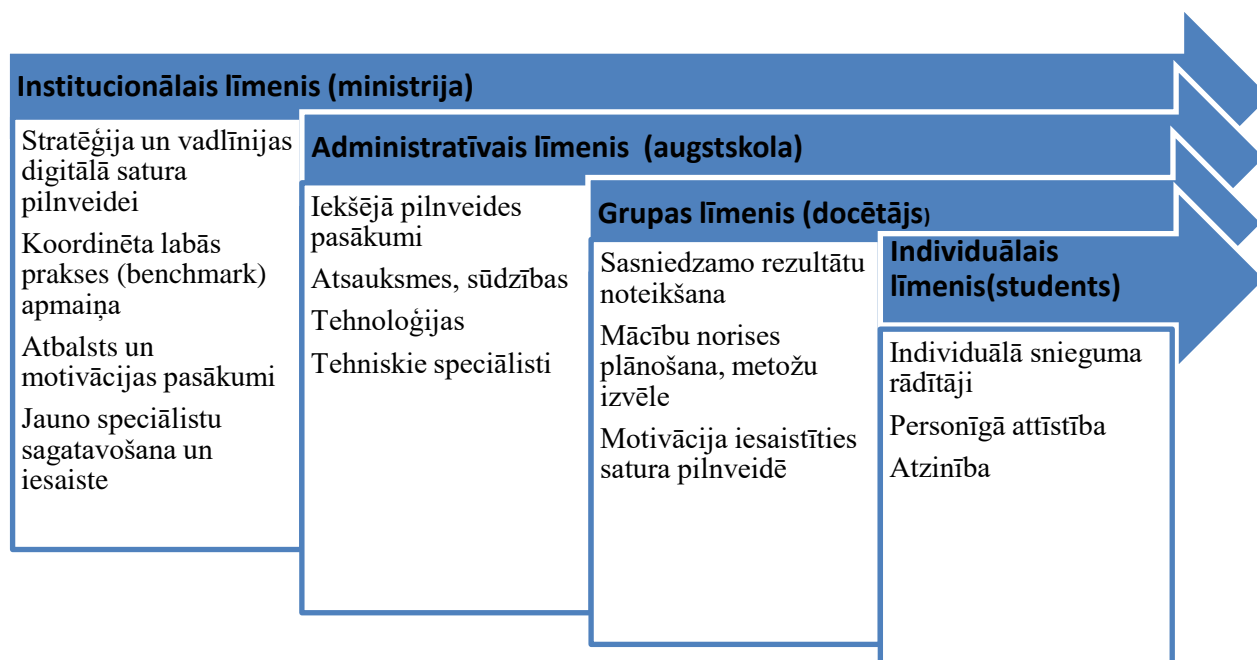 Institucionālais līmenis (ministrija)
Stratēģija un vadlīnijas
digitālā satura
pilnveidei
Koordinēta labās
prakses (benchmark)
apmaiņa
Atbalsts un
motivācijas pasākumi
Jauno speciālistu
sagatavošana un
iesaiste
Administratīvais līmenis (augstskola)
Iekšējā pilnveides
pasākumi
Atsauksmes, sūdzības
Tehnoloģijas
Tehniskie speciālisti
Grupas līmenis (docētājs)
Sasniedzamo rezultātu
noteikšana
Mācību norises
plānošana, metožu
izvēle
Motivācija iesaistīties
satura pilnveidē
Individuālais
līmenis(students)
Individuālā snieguma
rādītāji
Personīgā attīstība
Atzinība